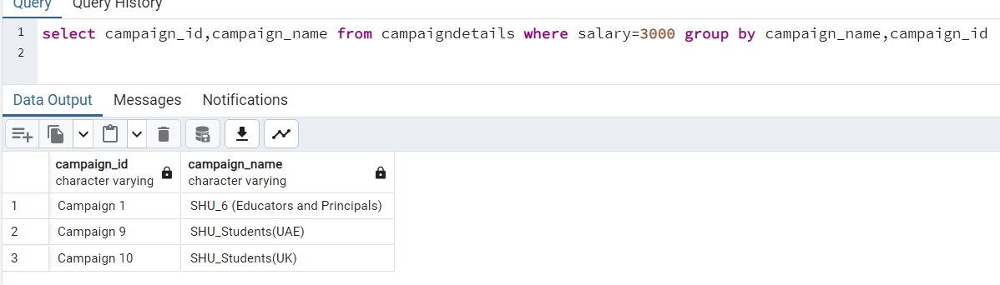 Query Query History
1 select campaign_id,campaign_name from campaigndetails where salary=3000 group by campaign_name,campaign_id
2
Data Output Messages Notifications
campaign_id campaign_name
character varying character varying
1 Campaign 1 SHU_6 (Educators and Principals)
2 Campaign 9 SHU_Students(UAE)
3 Campaign 10 SHU_Students(UK)